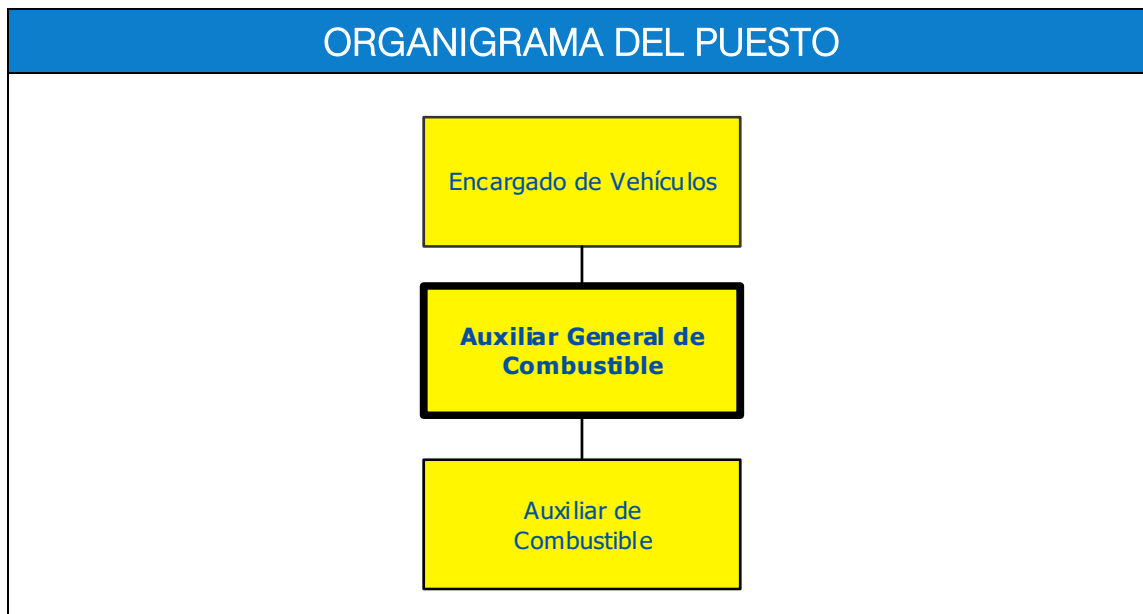 ORGANIGRAMA DEL PUESTO
Encargado de Vehículos
Auxiliar General de
Combustible
Auxiliar de
Combustible